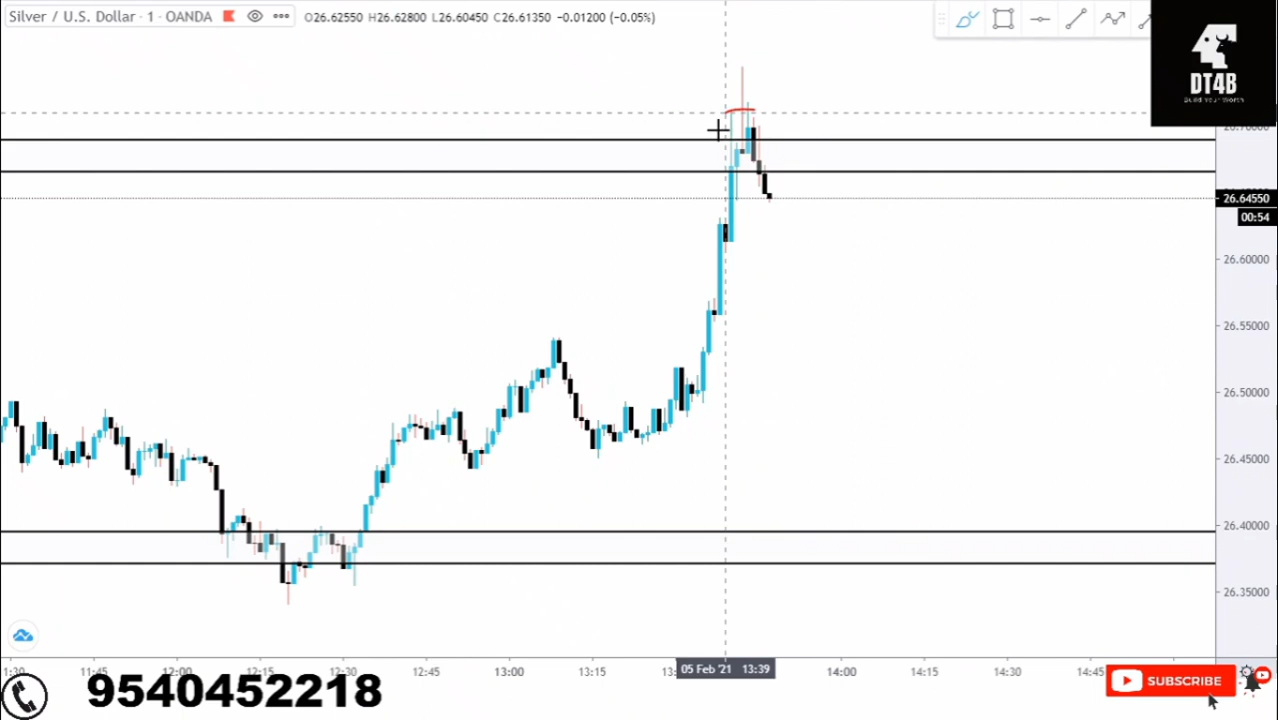 Silver / U.S. Dollar · 1 · OANDA O26.62550 H26.62800 L26.60450 C26.61350 −0.01200 (−0.05%)
DT4B
Build Your Worth
26.64550
00:54
26.60000
26.55000
26.50000
26.45000
26.40000
26.35000
11:45 12:00 12:15 12:30 12:45 13:00 13:15 05 Feb '21 13:39 14:00 14:15 14:30 14:45
9540452218
SUBSCRIBE